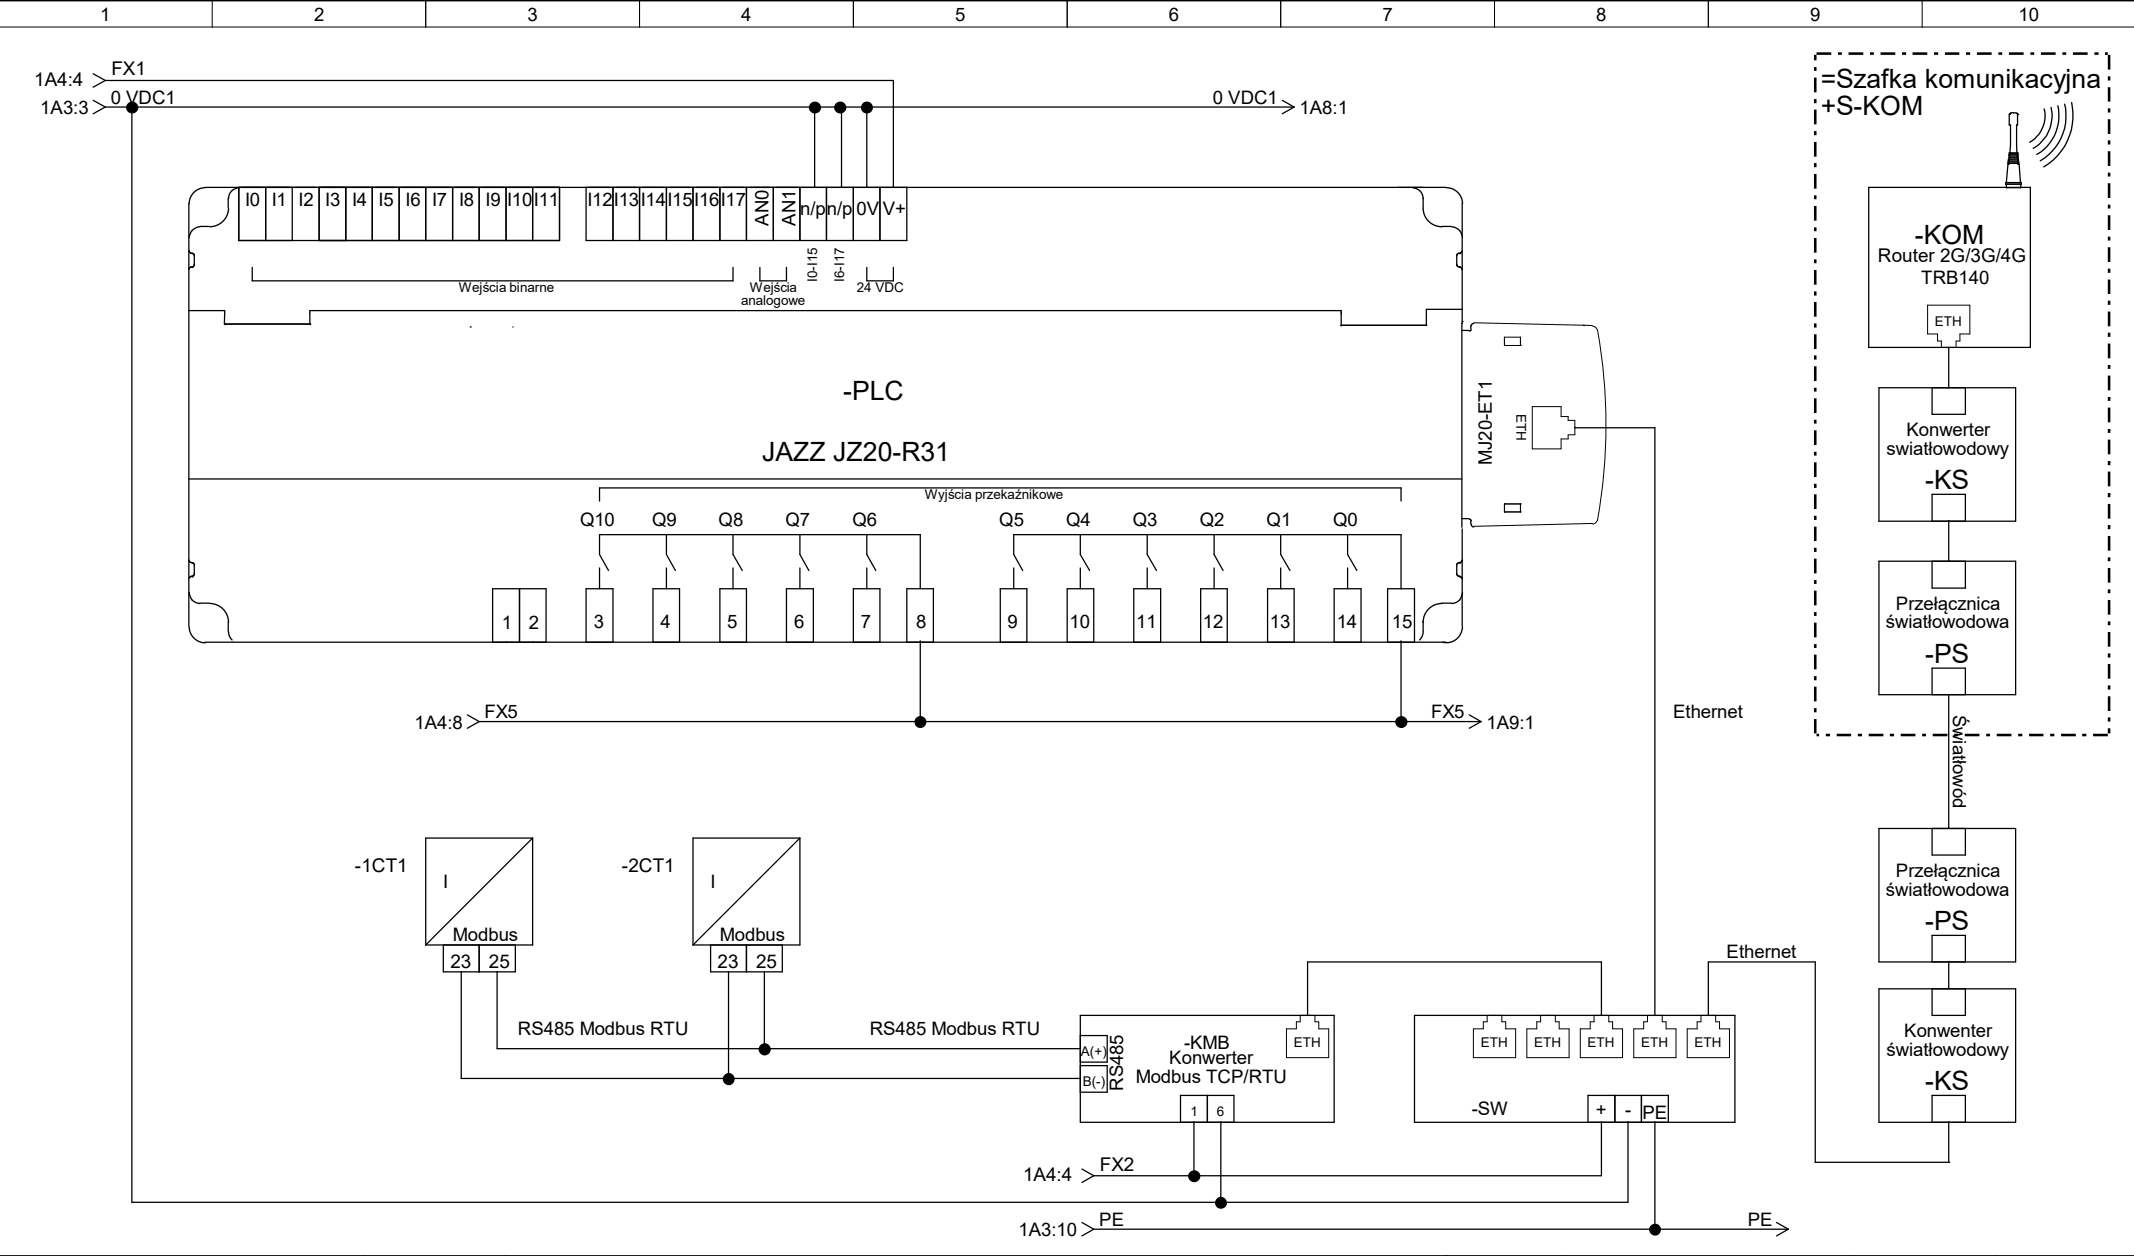 1 2 3 4 5 6 7 8 9 10
1A4:4 FX1
1A3:3 0 VDC1
0 VDC1 1A8:1
=Szafka komunikacyjna
+S-KOM
I0 I1 I2 I3 I4 I5 I6 I7 I8 I9 I10 I11 I12 I13 I14 I15 I16 I17 AN0 AN1 n/p n/p 0V V+
I0-I15
I6-I17
Wejścia binarne
Wejścia
analogowe
24 VDC
-KOM
Router 2G/3G/4G
TRB140
ETH
-PLC
JAZZ JZ20-R31
MJ20-ET1
ETH
Konwerter
swiatłowodowy
-KS
Wyjścia przekaźnikowe
Q10 Q9 Q8 Q7 Q6 Q5 Q4 Q3 Q2 Q1 Q0
1 2 3 4 5 6 7 8 9 10 11 12 13 14 15
Przełącznica
światłowodowa
-PS
1A4:8 FX5
FX5 1A9:1
Ethernet
Światłowód
-1CT1
I
Modbus
23 25
-2CT1
I
Modbus
23 25
Przełącznica
światłowodowa
-PS
Ethernet
RS485 Modbus RTU
RS485 Modbus RTU
A(+)
B(-)
RS485
-KMB
Konwerter
Modbus TCP/RTU
ETH
1 6
ETH ETH ETH ETH ETH
-SW
+ - PE
Konwenter
światłowodowy
-KS
1A4:4 FX2
1A3:10 PE
PE